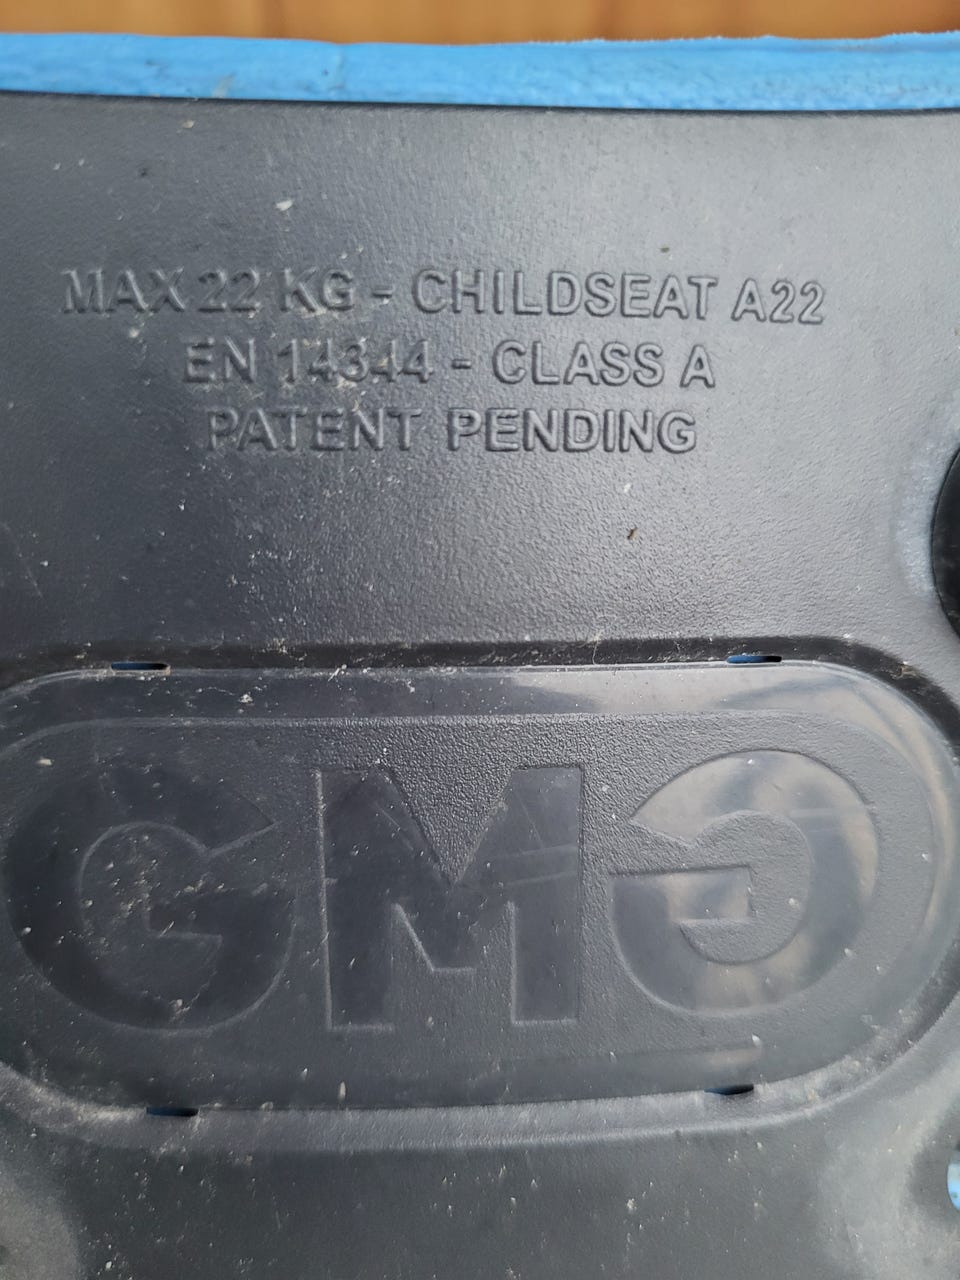 MAX 22 KG - CHILDSEAT A22
EN 14344 - CLASS A
PATENT PENDING
GMG